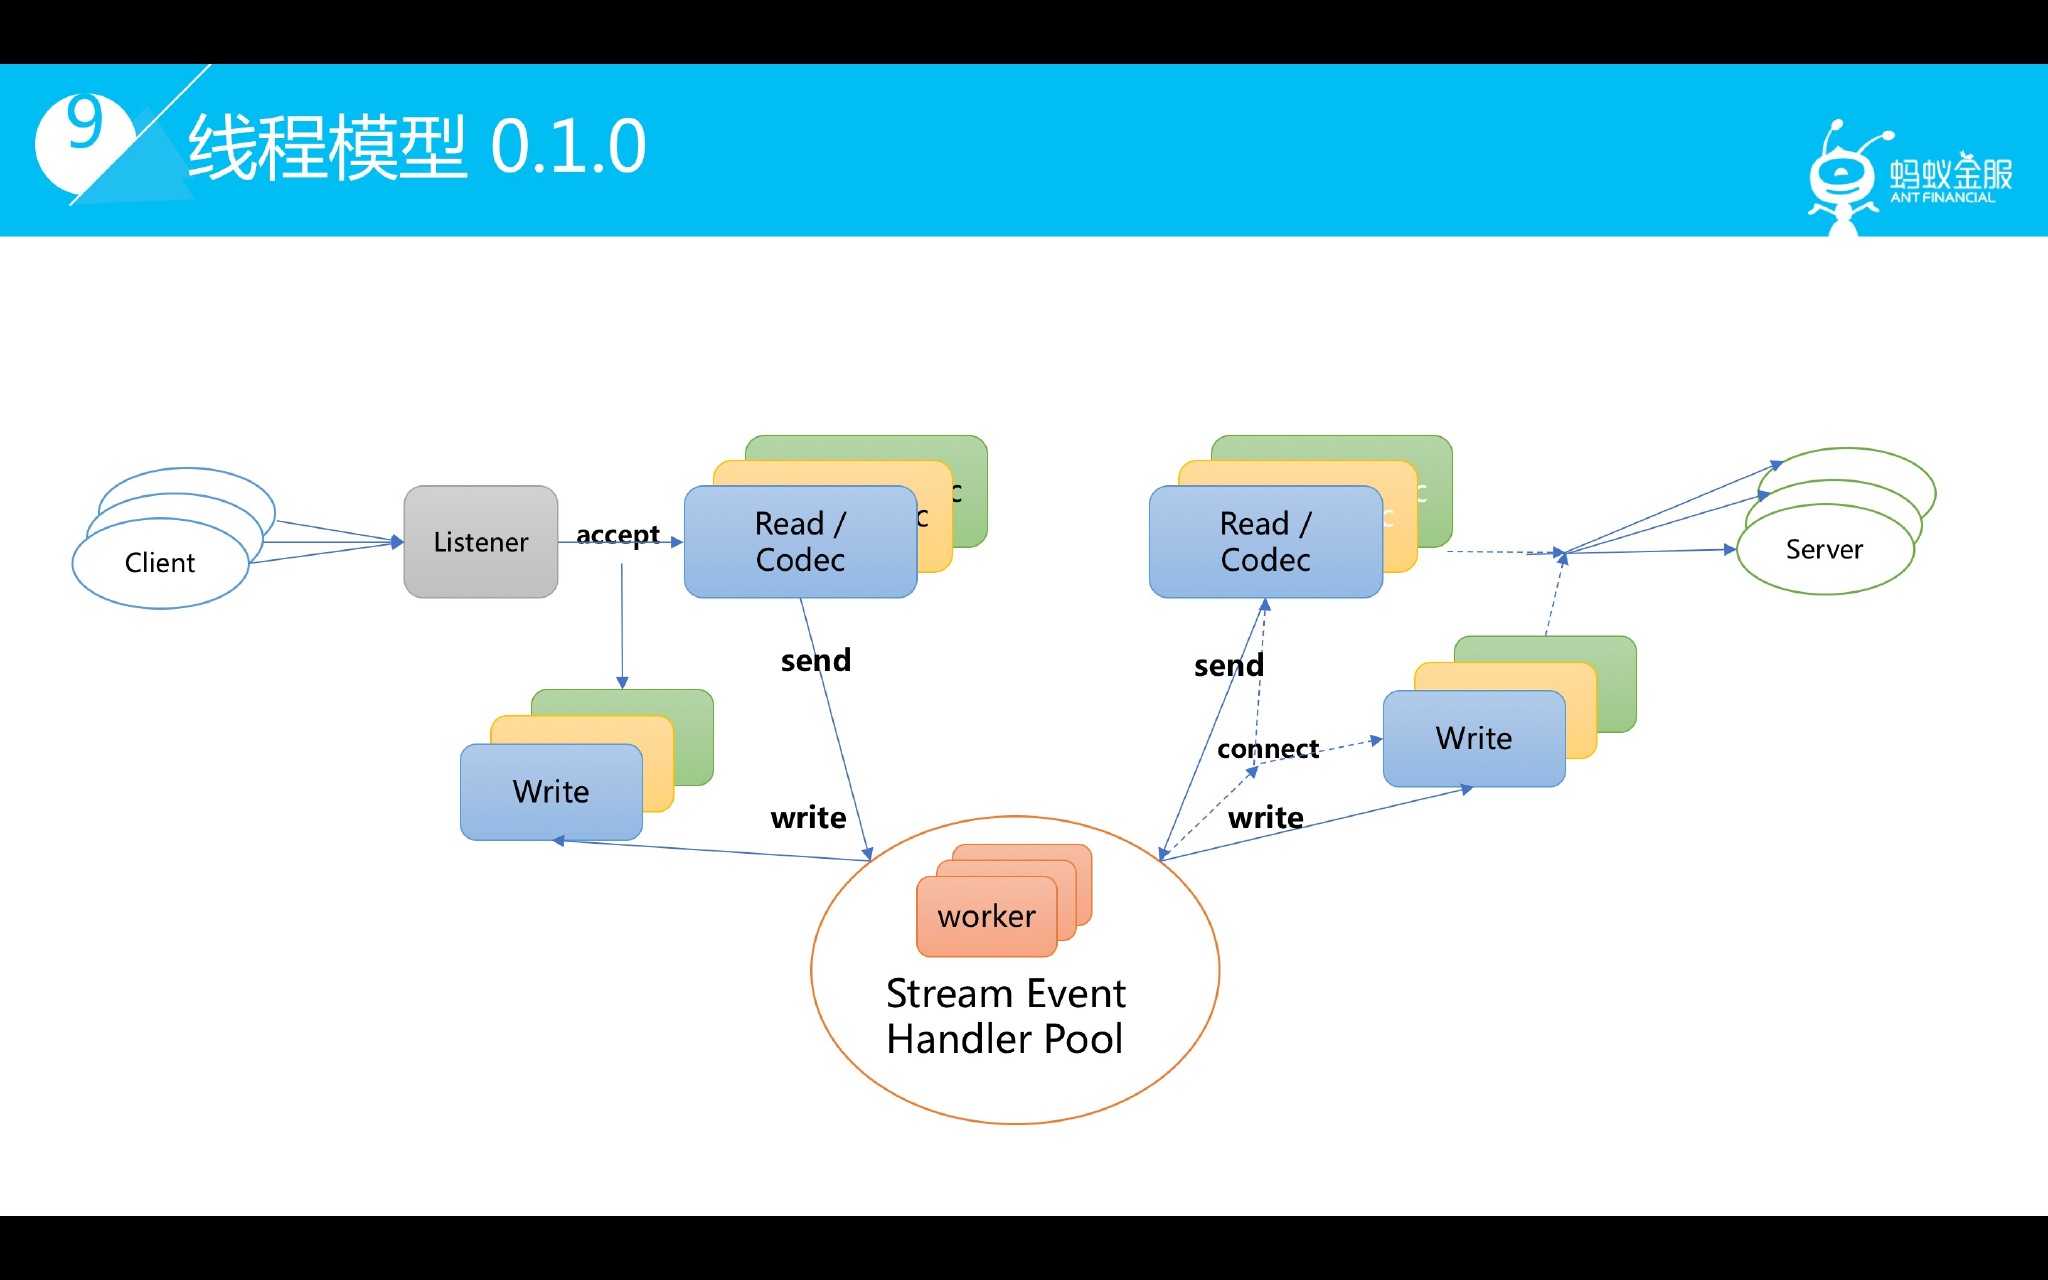 9
线程模型 0.1.0
蚂蚁金服
ANT FINANCIAL
Client
Listener
accept
Read /
Codec
c
c
send
Write
write
Read /
Codec
c
c
send
connect
write
Write
Server
worker
Stream Event
Handler Pool